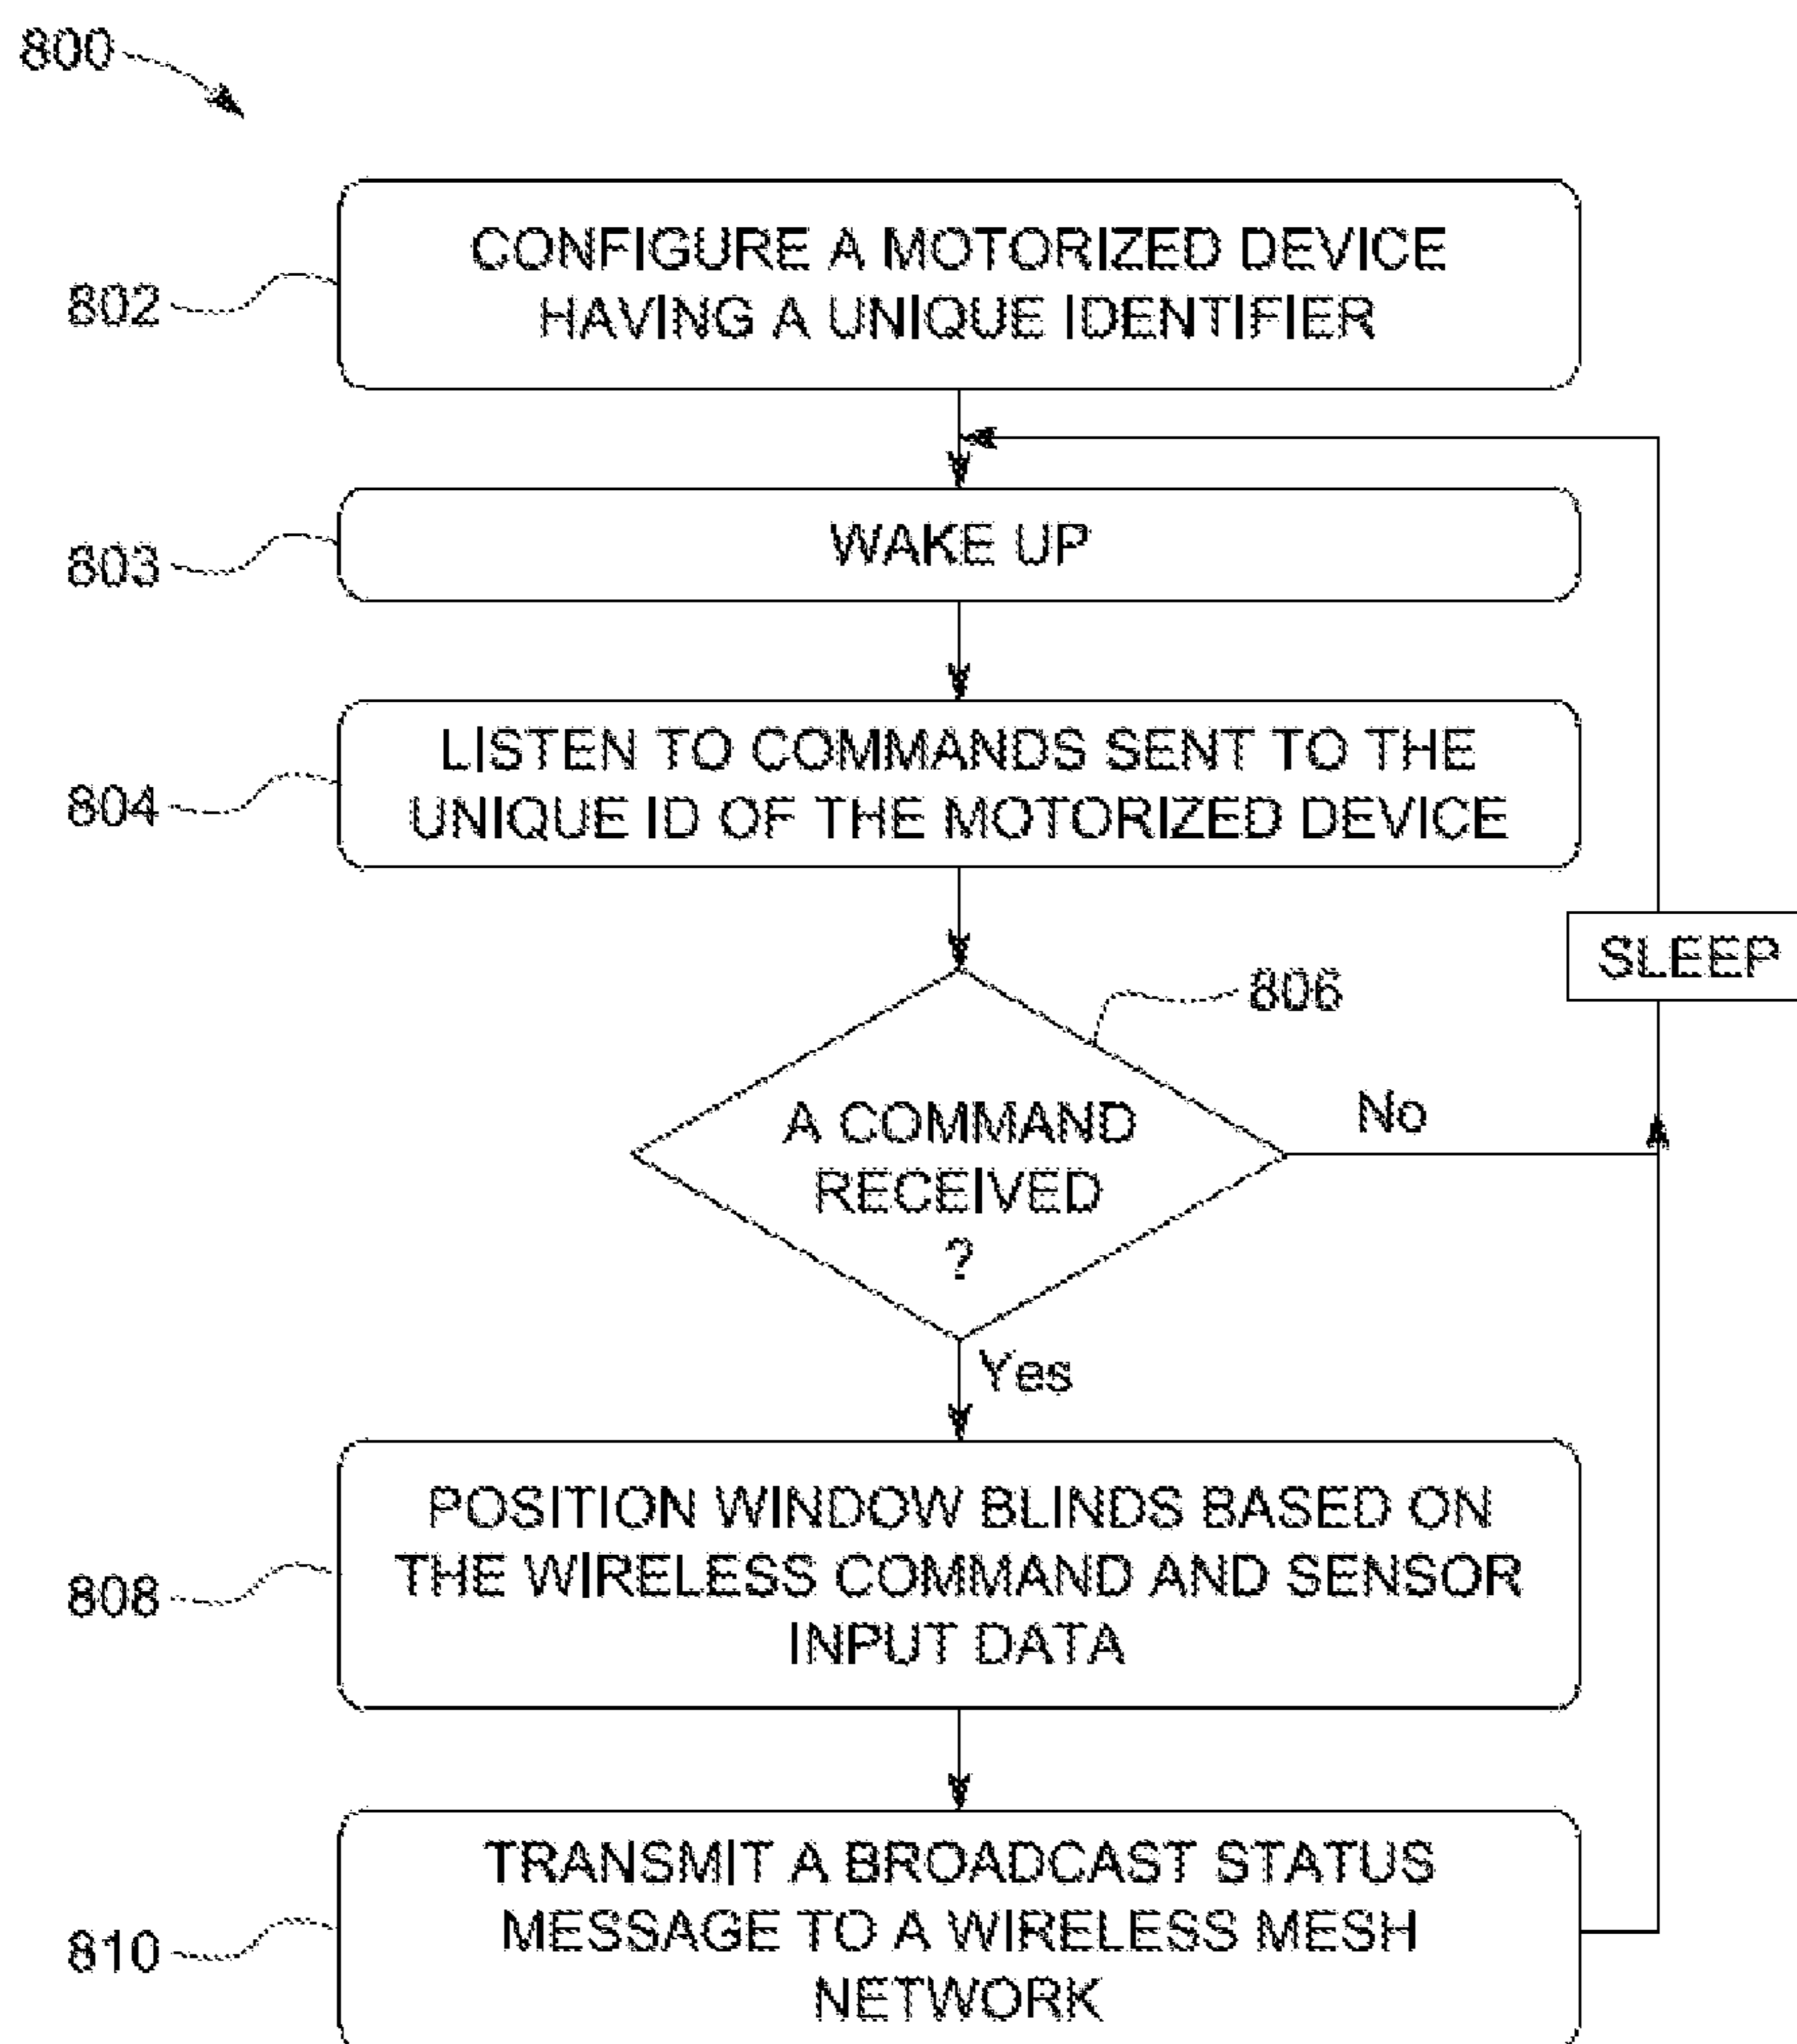 800
CONFIGURE A MOTORIZED DEVICE
HAVING A UNIQUE IDENTIFIER
802
WAKE UP
803
LISTEN TO COMMANDS SENT TO THE
UNIQUE ID OF THE MOTORIZED DEVICE
804
SLEEP
806
A COMMAND
RECEIVED
?
No
Yes
POSITION WINDOW BLINDS BASED ON
THE WIRELESS COMMAND AND SENSOR
INPUT DATA
808
TRANSMIT A BROADCAST STATUS
MESSAGE TO A WIRELESS MESH
NETWORK
810